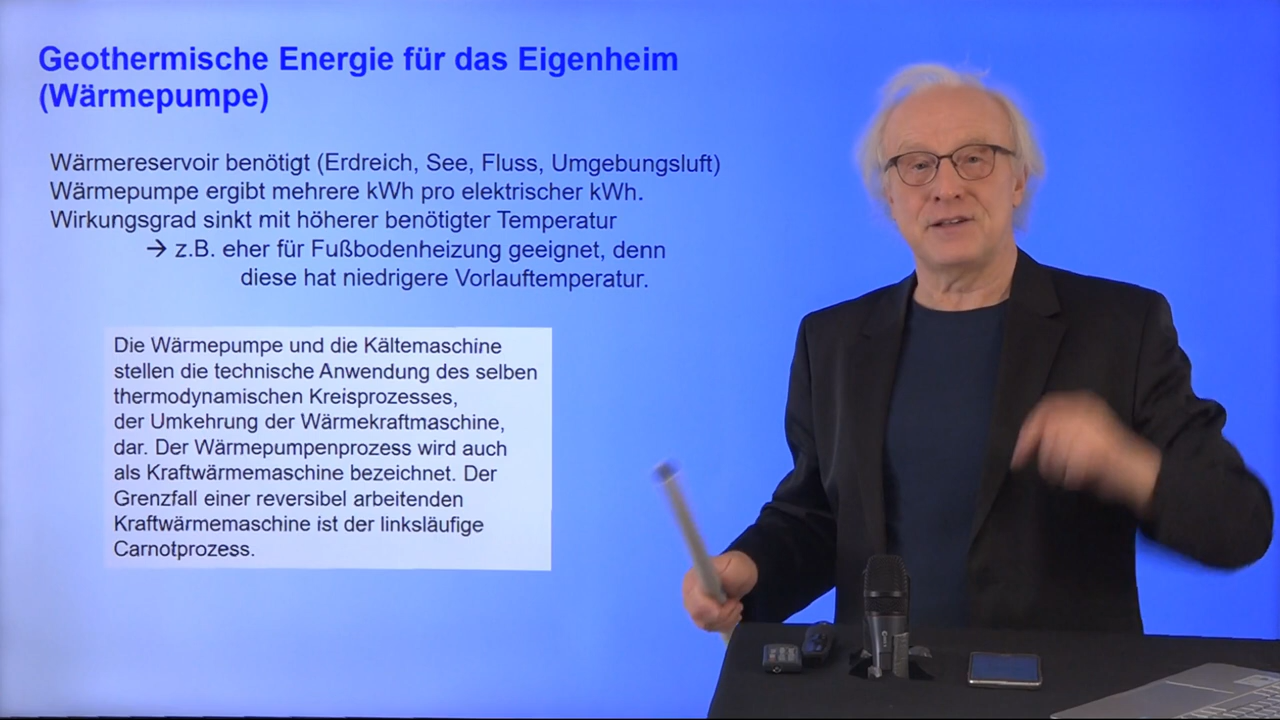 Geothermische Energie für das Eigenheim
(Wärmepumpe)
Wärmereservoir benötigt (Erdreich, See, Fluss, Umgebungsluft)
Wärmepumpe ergibt mehrere kWh pro elektrischer kWh.
Wirkungsgrad sinkt mit höherer benötigter Temperatur
→ z.B. eher für Fußbodenheizung geeignet, denn
diese hat niedrigere Vorlauftemperatur.
Die Wärmepumpe und die Kältemaschine
stellen die technische Anwendung des selben
thermodynamischen Kreisprozesses,
der Umkehrung der Wärmekraftmaschine,
dar. Der Wärmepumpenprozess wird auch
als Kraftwärmemaschine bezeichnet. Der
Grenzfall einer reversibel arbeitenden
Kraftwärmemaschine ist der linksläufige
Carnotprozess.